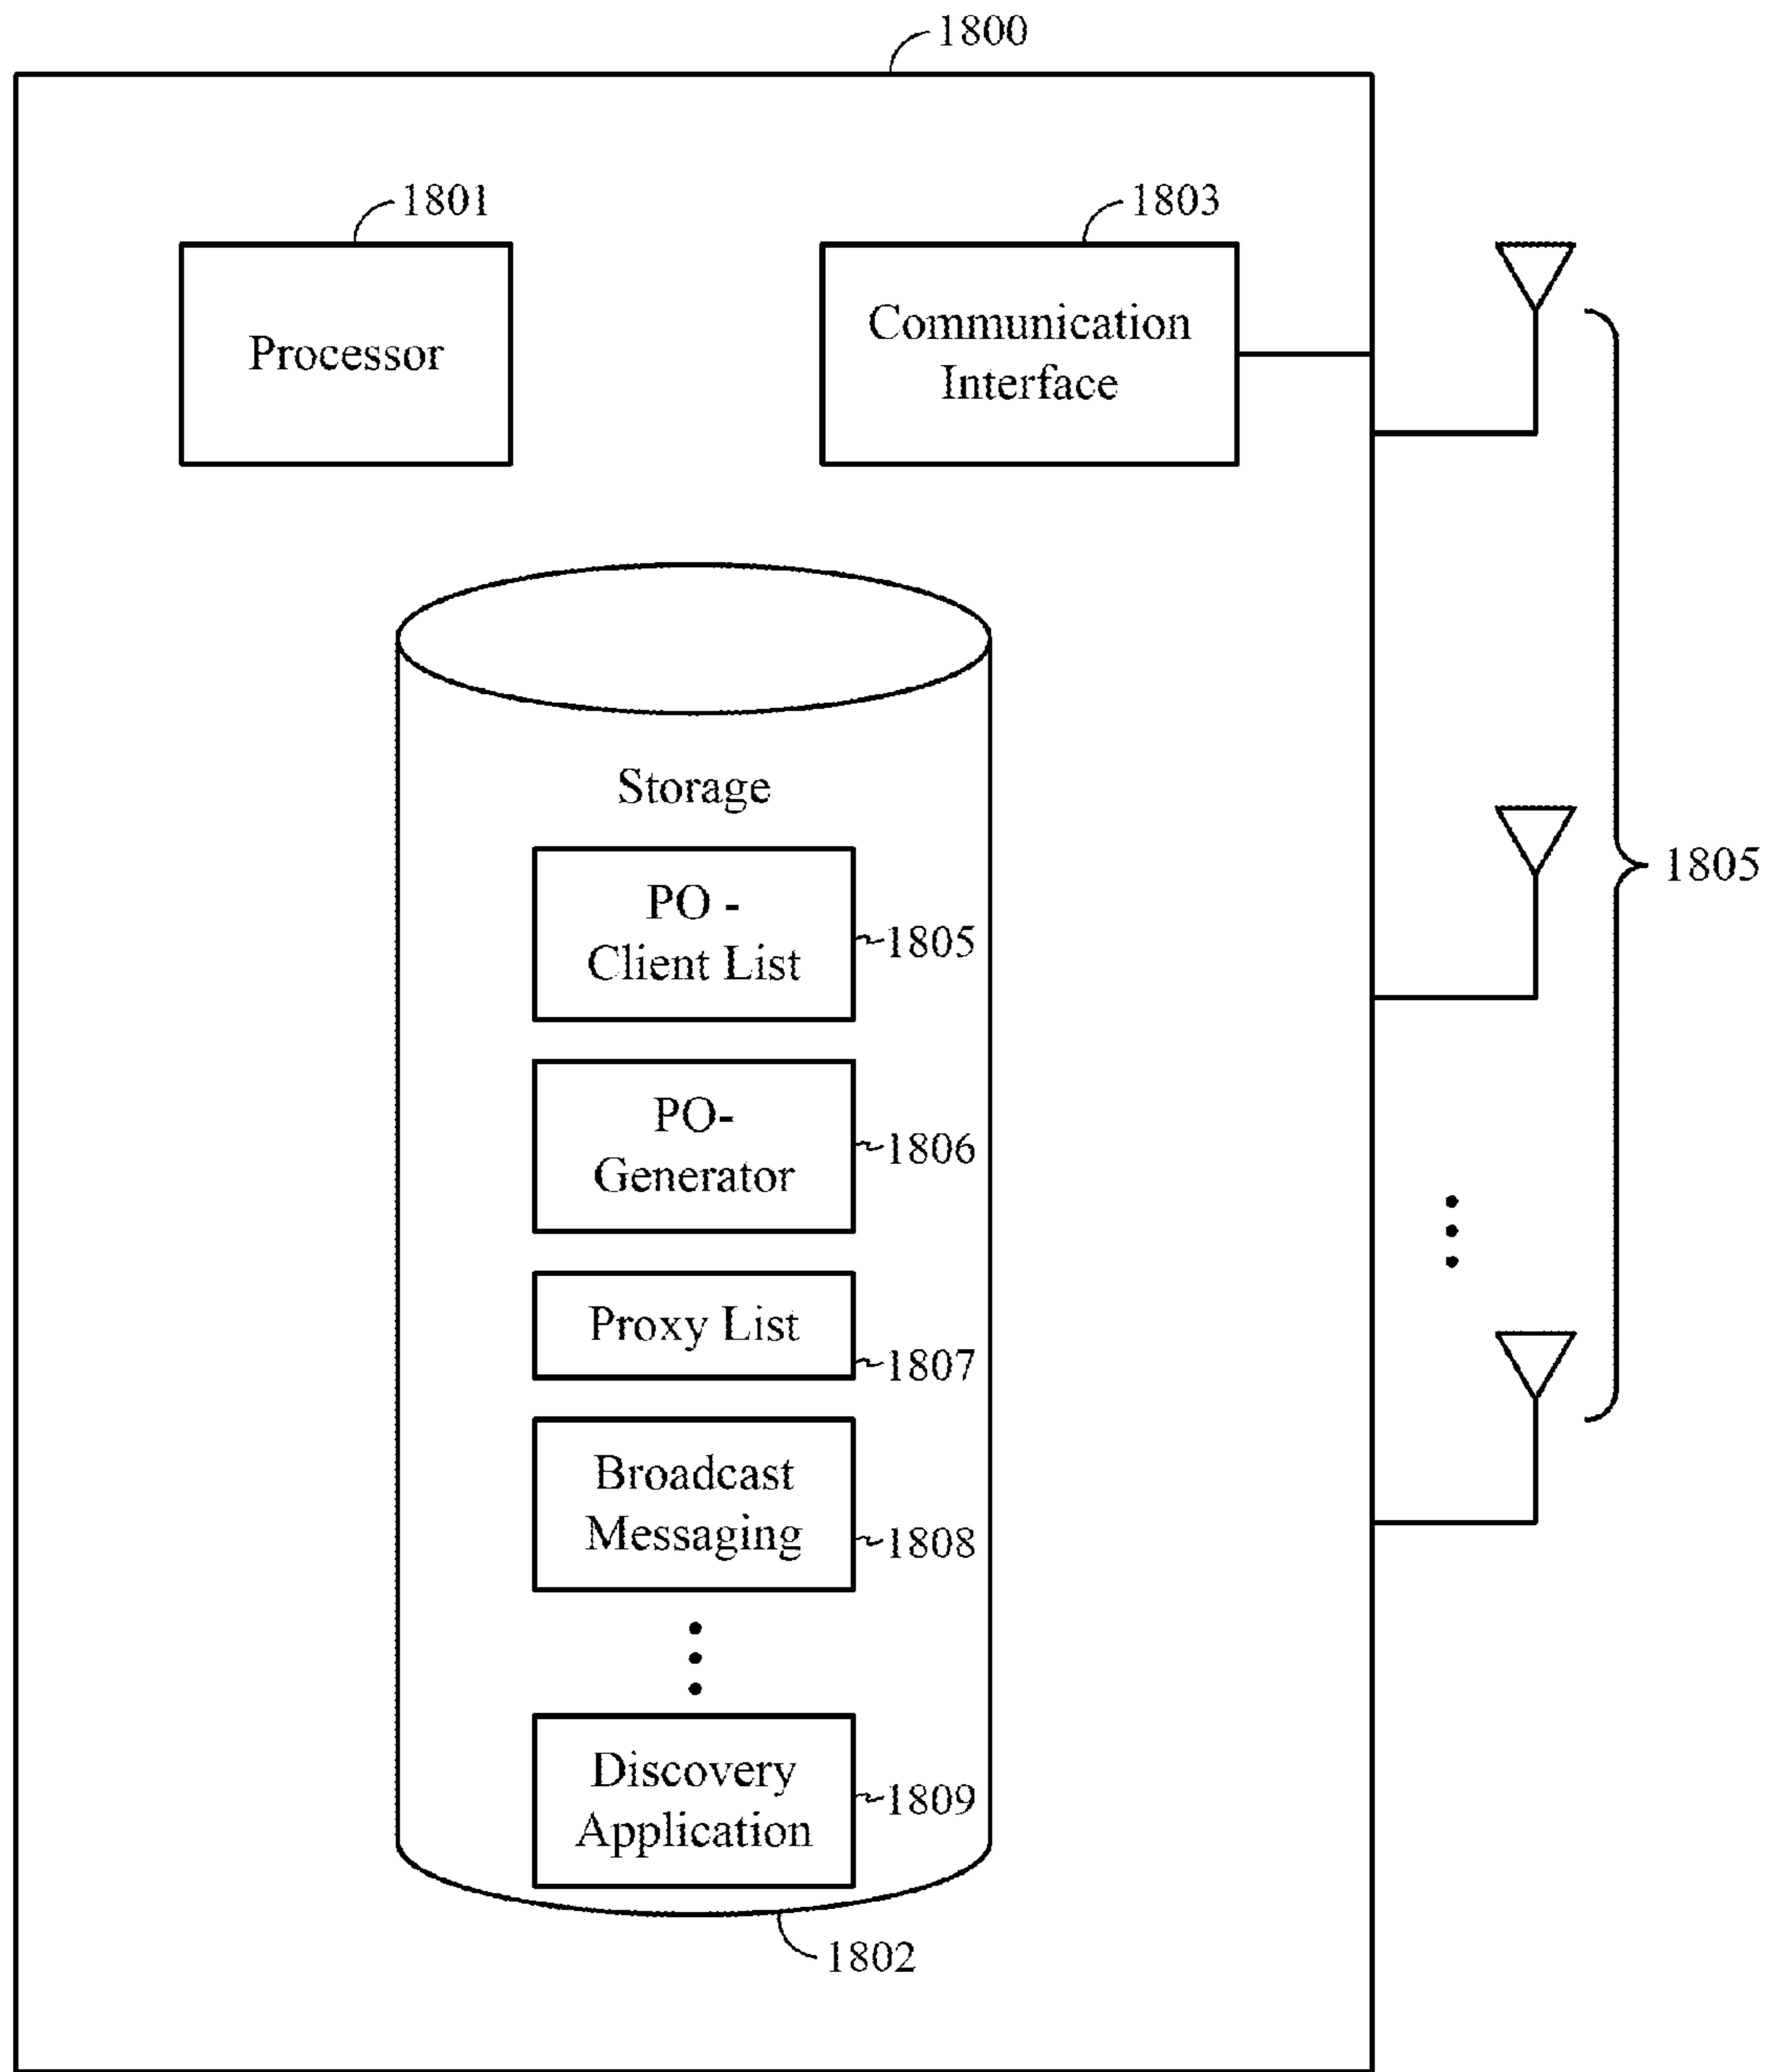 1800
1801
1803
Processor
Communication
Interface
Storage
PO -
Client List
1805
1805
PO-
Generator
1806
Proxy List
1807
Broadcast
Messaging
1808
Discovery
Application
1809
1802